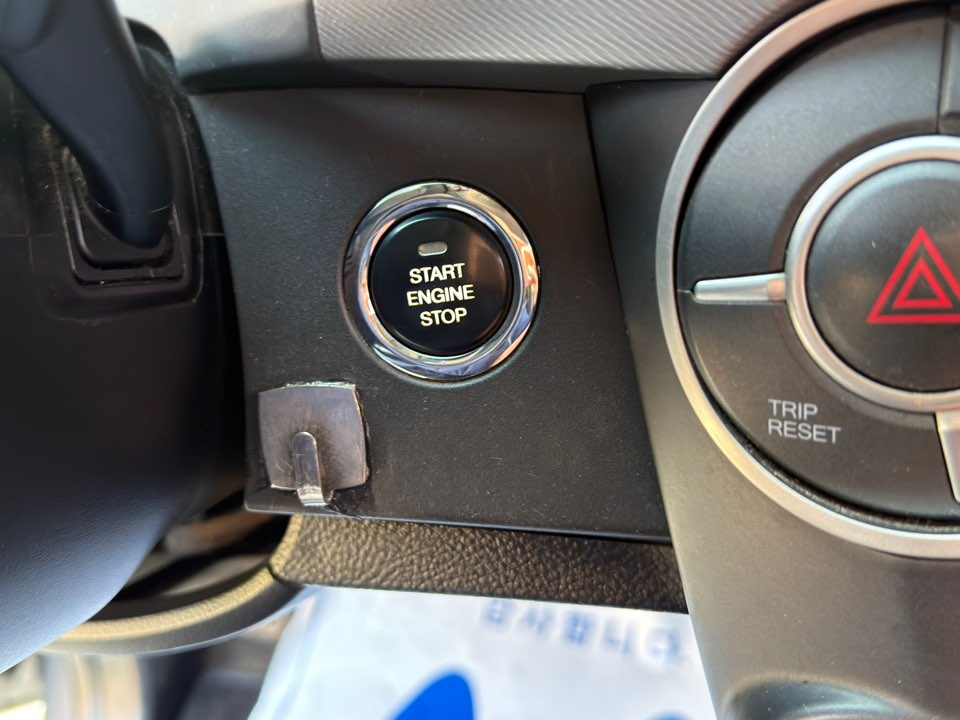 START
ENGINE
STOP
TRIP
RESET